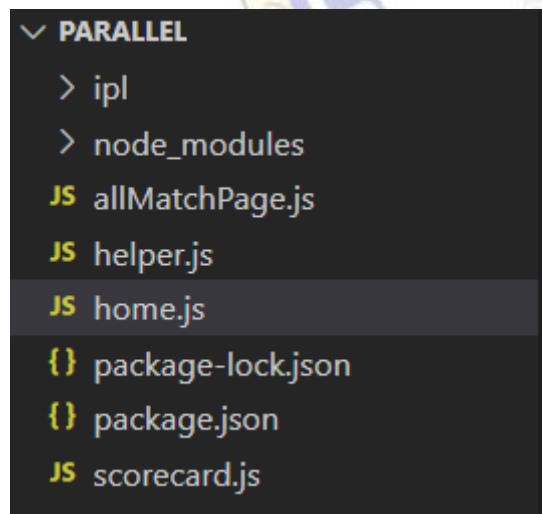 PARALLEL
ipl
node_modules
JS allMatchPage.js
JS helper.js
JS home.js
{} package-lock.json
{} package.json
JS scorecard.js